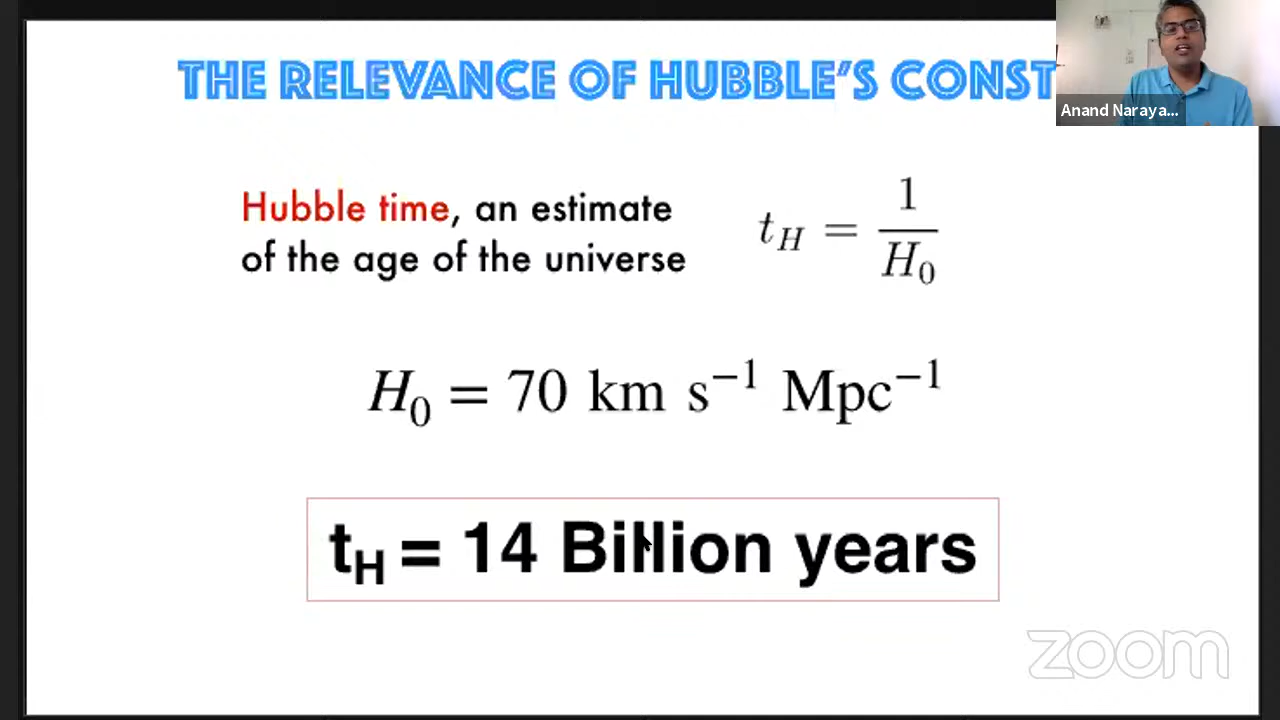 THE RELEVANCE OF HUBBLE'S CONST
Anand Naraya...
Hubble time, an estimate
of the age of the universe
t_H = 1/H_0
H_0 = 70 km s^{-1} Mpc^{-1}
t_H = 14 Billion years
zoom